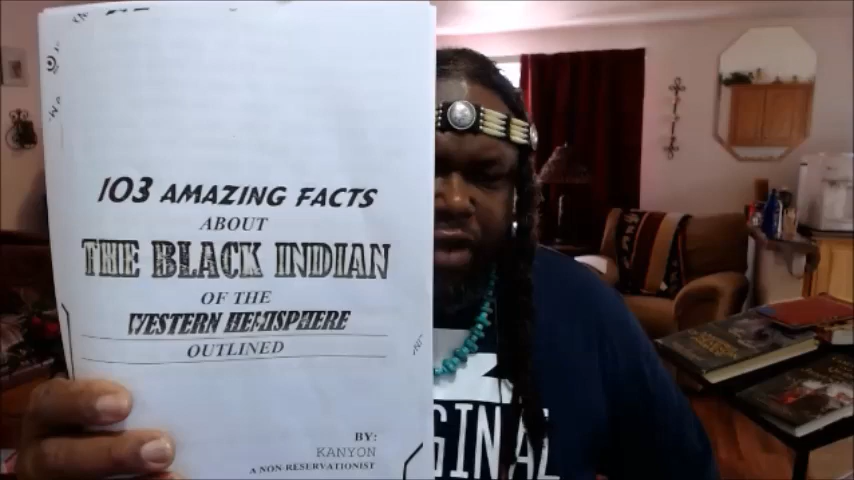 103 AMAZING FACTS
ABOUT
THE BLACK INDIAN
OF THE
WESTERN HEMISPHERE
OUTLINED
BY:
KANYON
A NON-RESERVATIONIST
GINAL